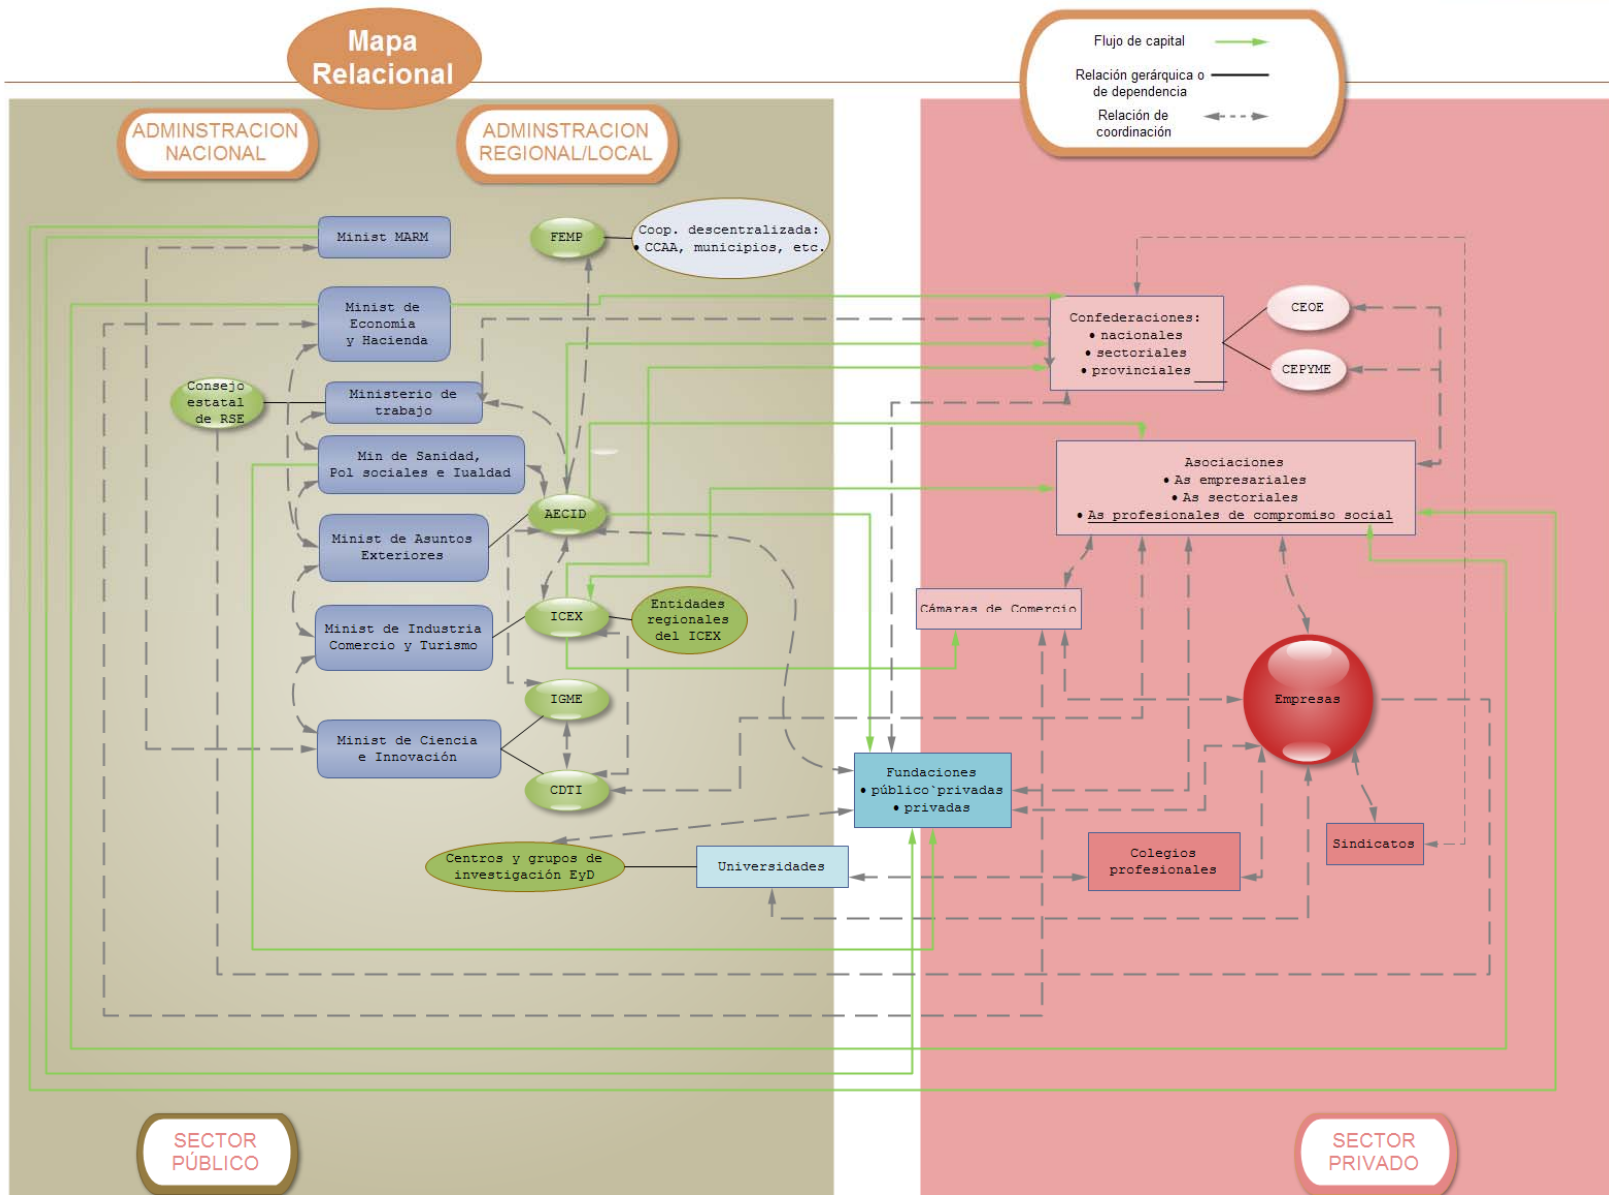 Mapa
Relacional
Flujo de capital
Relación gerárquica o
de dependencia
Relación de
coordinación
ADMINSTRACION
NACIONAL
ADMINSTRACION
REGIONAL/LOCAL
Minist MARM
FEMP
Coop. descentralizada:
• CCAA, municipios, etc.
Minist de
Economía
y Hacienda
Confederaciones:
• nacionales
• sectoriales
• provinciales
CEOE
CEPYME
Consejo
estatal
de RSE
Ministerio de
trabajo
Min de Sanidad,
Pol sociales e Iualdad
Asociaciones
• As empresariales
• As sectoriales
• As profesionales de compromiso social
AECID
Minist de Asuntos
Exteriores
Cámaras de Comercio
ICEX
Entidades
regionales
del ICEX
Minist de Industria
Comercio y Turismo
IGME
Empresas
Minist de Ciencia
e Innovación
CDTI
Fundaciones
• público`privadas
• privadas
Sindicatos
Centros y grupos de
investigación EyD
Universidades
Colegios
profesionales
SECTOR
PÚBLICO
SECTOR
PRIVADO